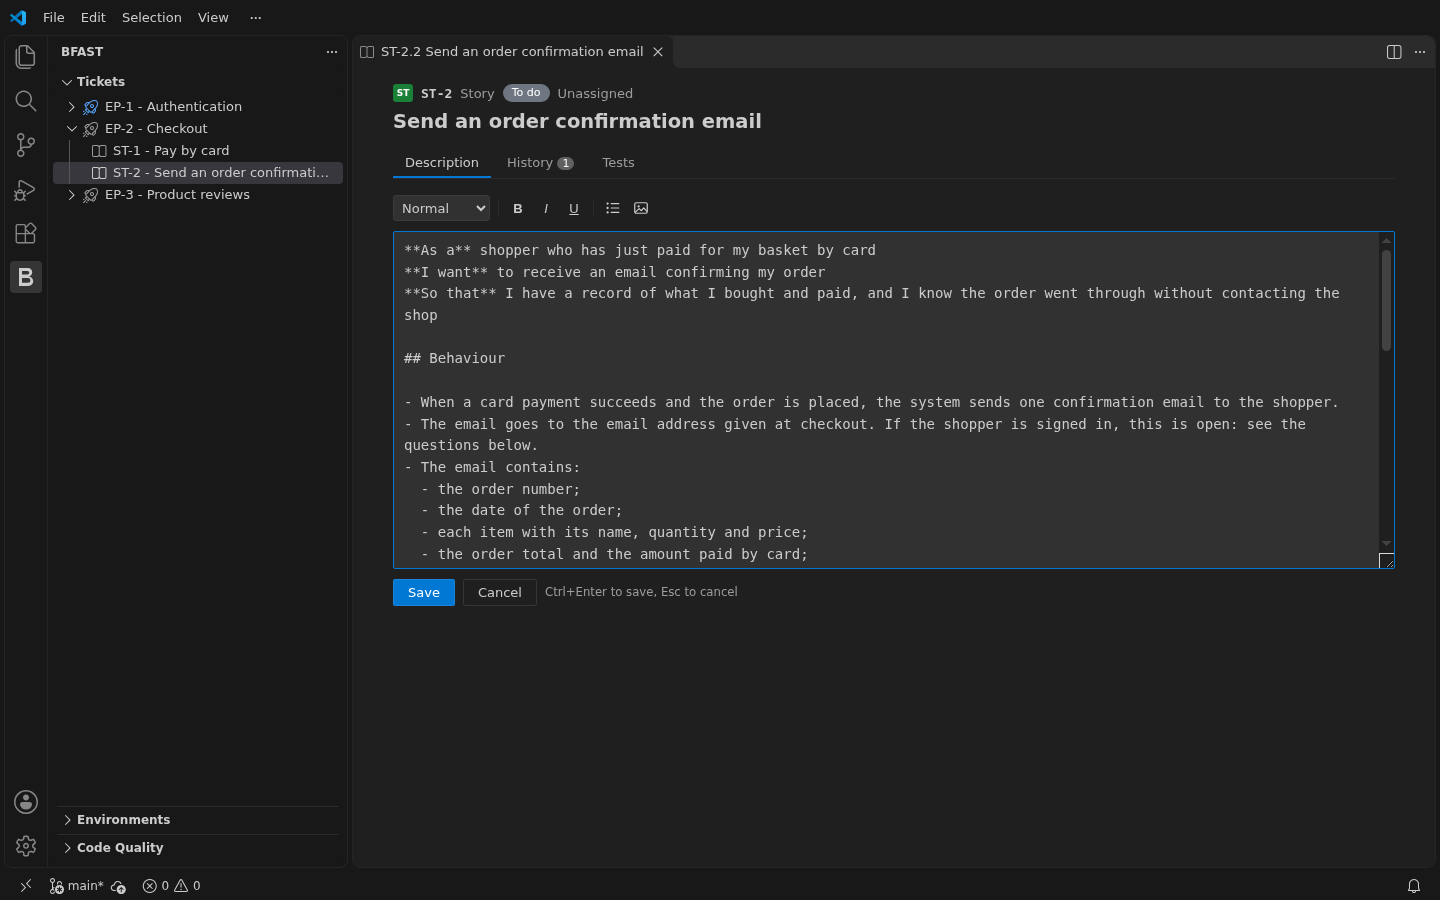 File Edit Selection View ···
BFAST ···
ST-2.2 Send an order confirmation email
Tickets
EP-1 - Authentication
EP-2 - Checkout
ST-1 - Pay by card
ST-2 - Send an order confirmati...
EP-3 - Product reviews
B
Environments
Code Quality
ST ST-2 Story To do Unassigned
Send an order confirmation email
Description History 1 Tests
Normal B I U
**As a** shopper who has just paid for my basket by card
**I want** to receive an email confirming my order
**So that** I have a record of what I bought and paid, and I know the order went through without contacting the
shop
## Behaviour
- When a card payment succeeds and the order is placed, the system sends one confirmation email to the shopper.
- The email goes to the email address given at checkout. If the shopper is signed in, this is open: see the
questions below.
- The email contains:
- the order number;
- the date of the order;
- each item with its name, quantity and price;
- the order total and the amount paid by card;
Save Cancel Ctrl+Enter to save, Esc to cancel
main* 0 0